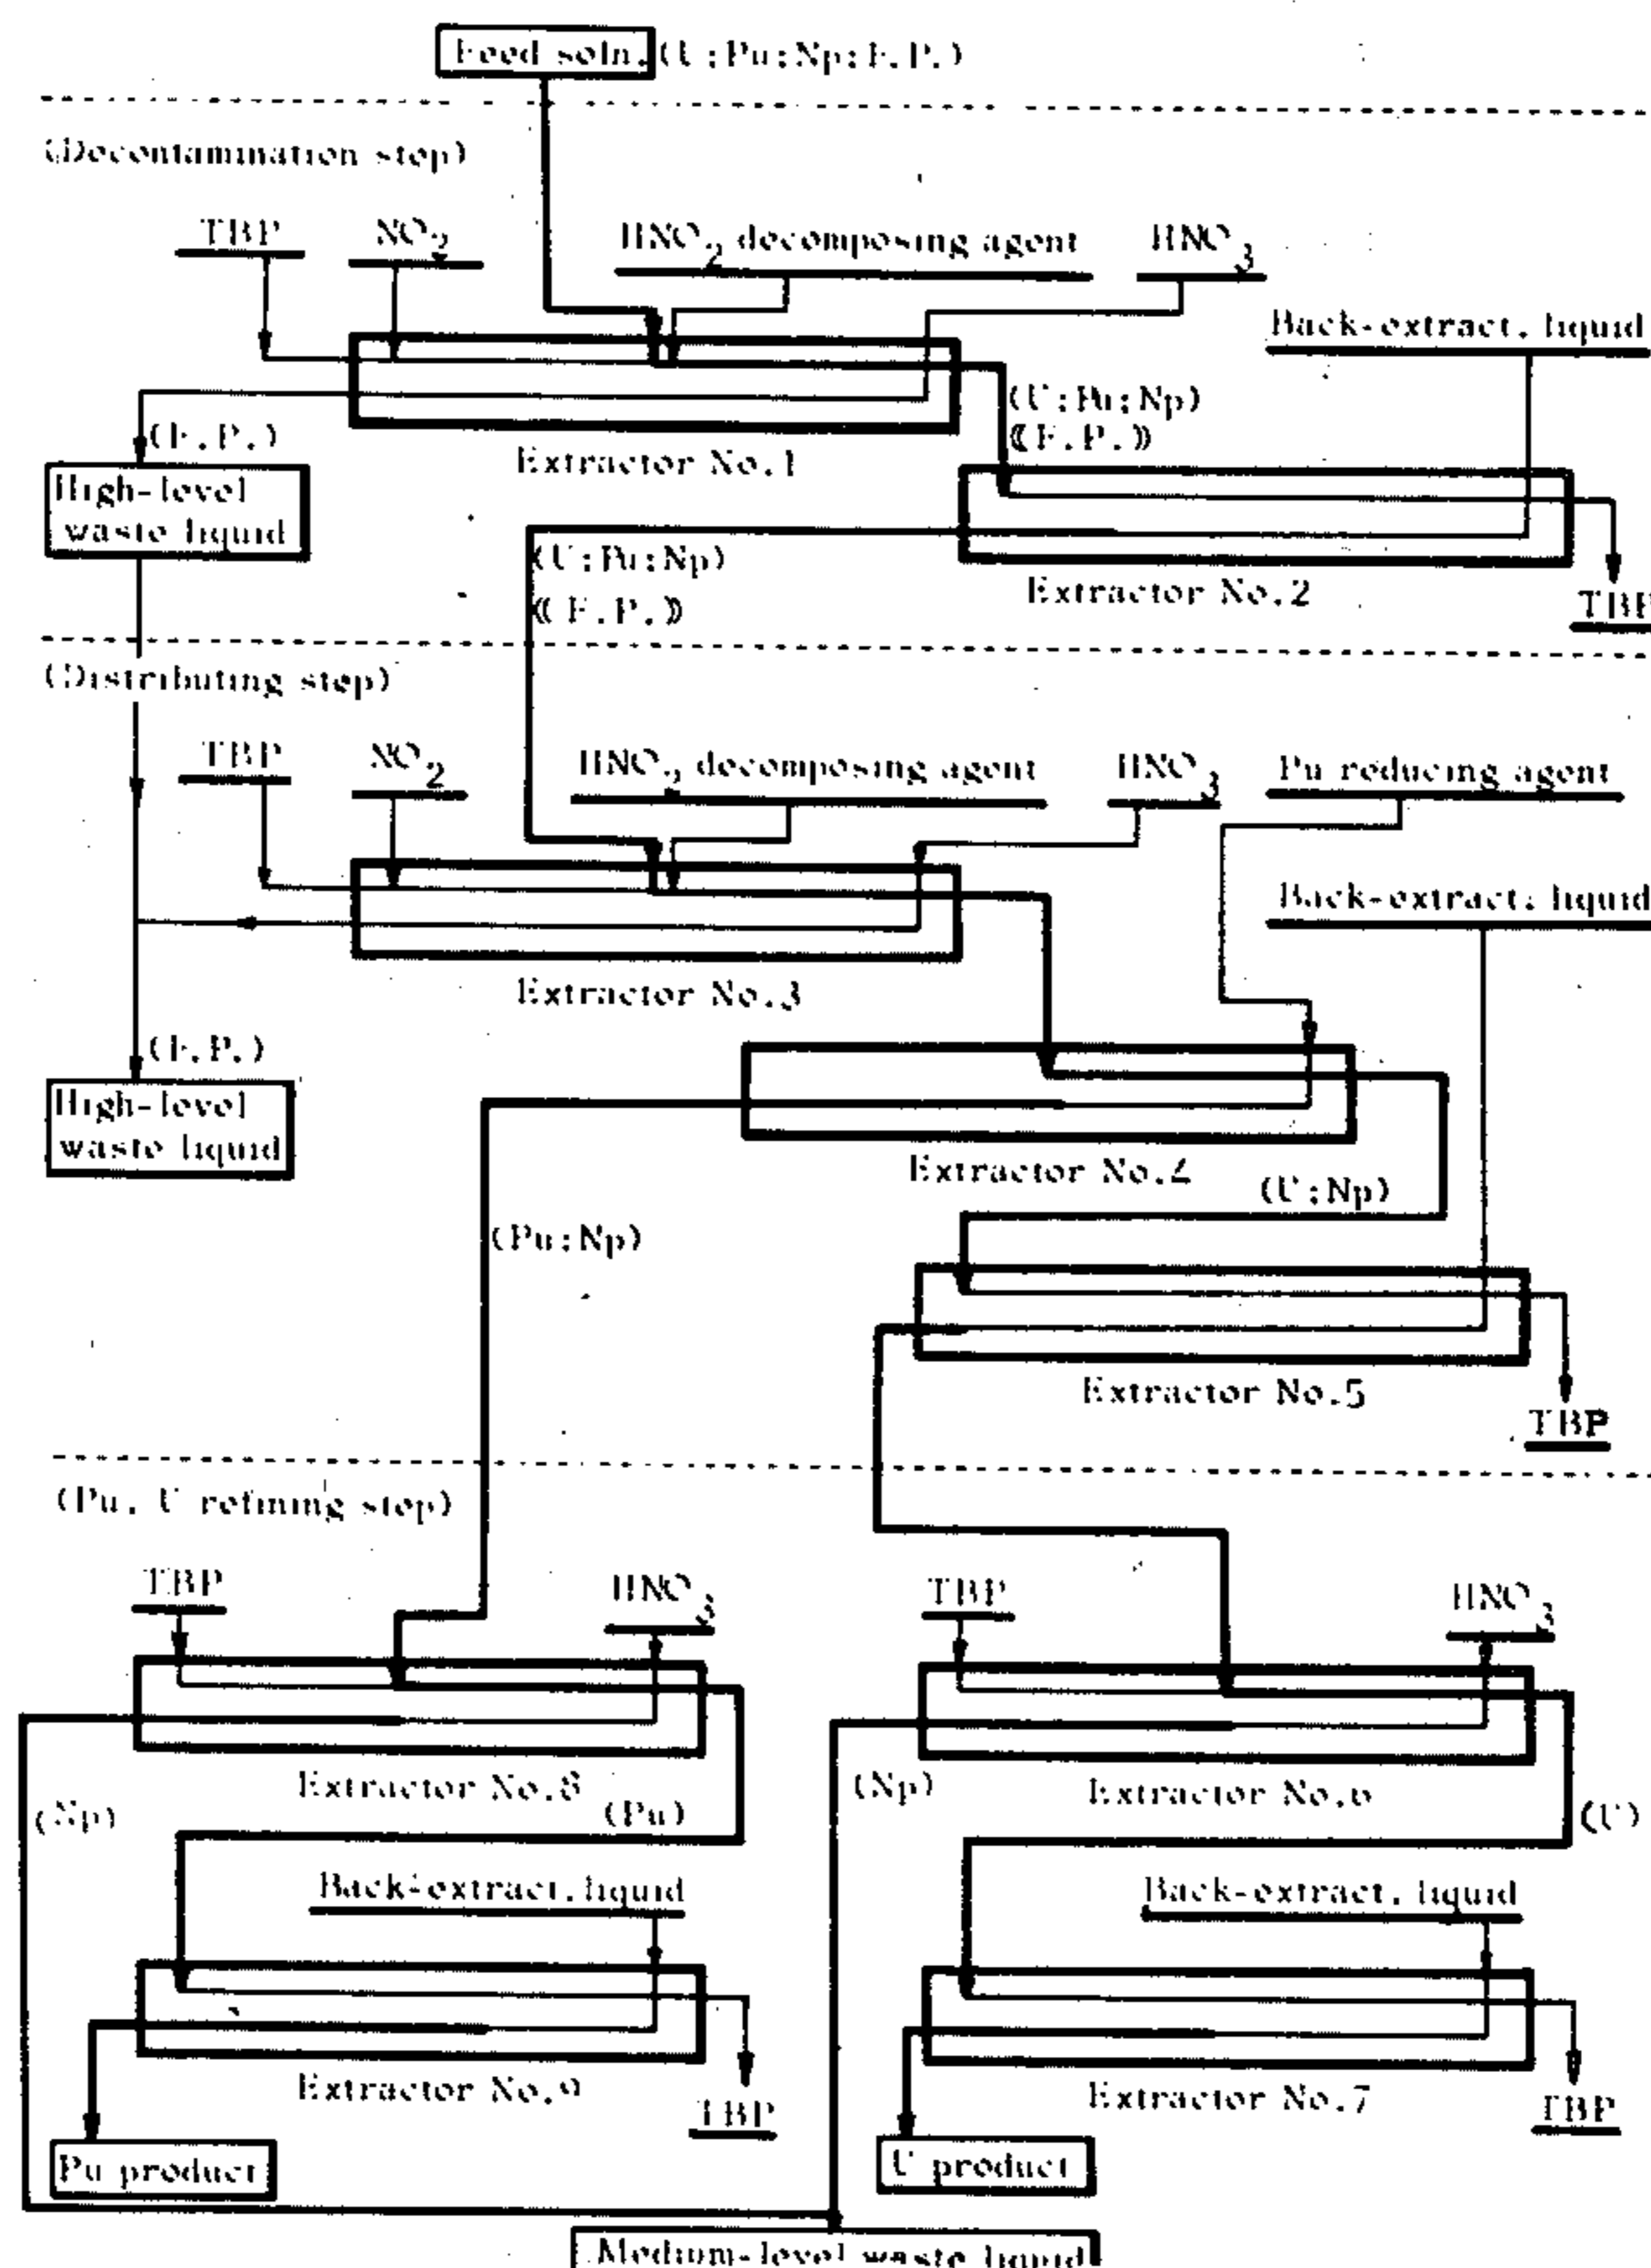 Feed soln. (U;Pu;Np;F.P.)
(Decontamination step)
TBP
NO2
HNO2 decomposing agent
HNO3
Back-extract. liquid
(U;Pu;Np)
((F.P.))
(F.P.)
Extractor No.1
High-level
waste liquid
(U;Pu;Np)
((F.P.))
Extractor No.2
TBP
(Distributing step)
TBP
NO2
HNO2 decomposing agent
HNO3
Pu reducing agent
Back-extract. liquid
Extractor No.3
(F.P.)
High-level
waste liquid
Extractor No.4
(U;Np)
(Pu;Np)
Extractor No.5
TBP
(Pu, U refining step)
TBP
HNO3
TBP
HNO3
Extractor No.8
(Np)
Extractor No.6
(Np)
(Pu)
(U)
Back-extract. liquid
Back-extract. liquid
Extractor No.9
TBP
Extractor No.7
TBP
Pu product
U product
Medium-level waste liquid